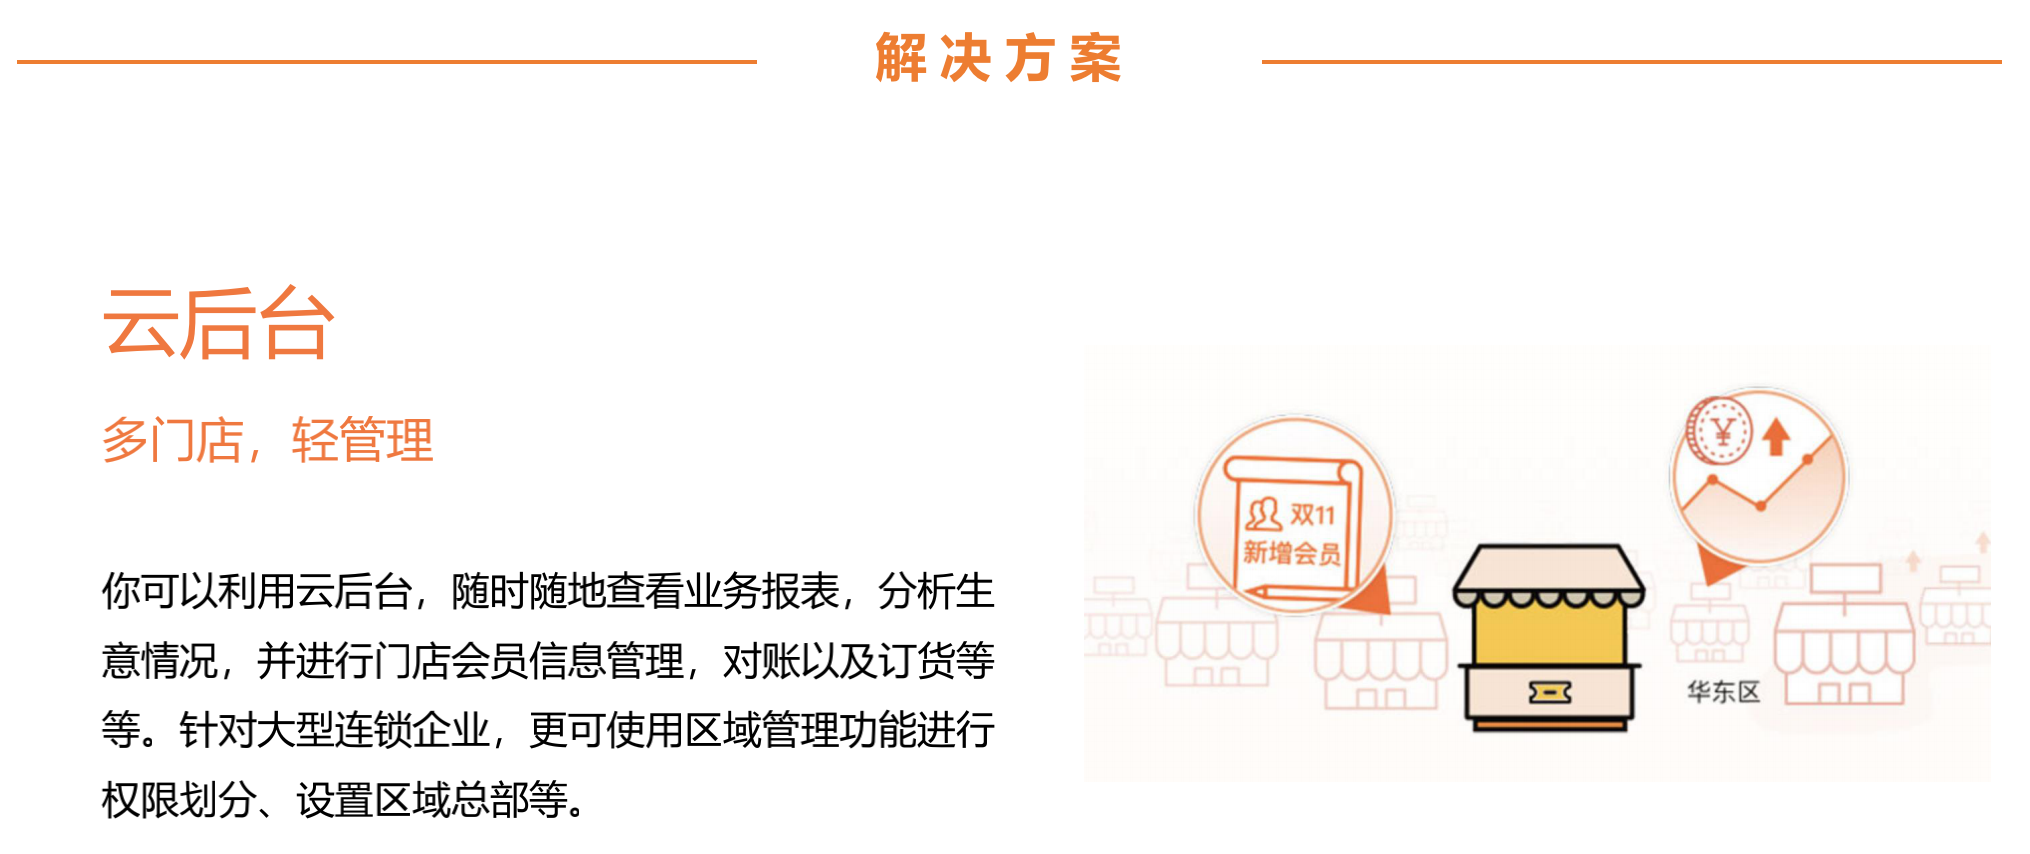 解决方案
云后台
多门店，轻管理
你可以利用云后台，随时随地查看业务报表，分析生
意情况，并进行门店会员信息管理，对账以及订货等
等。针对大型连锁企业，更可使用区域管理功能进行
权限划分、设置区域总部等。
¥
双11
新增会员
华东区